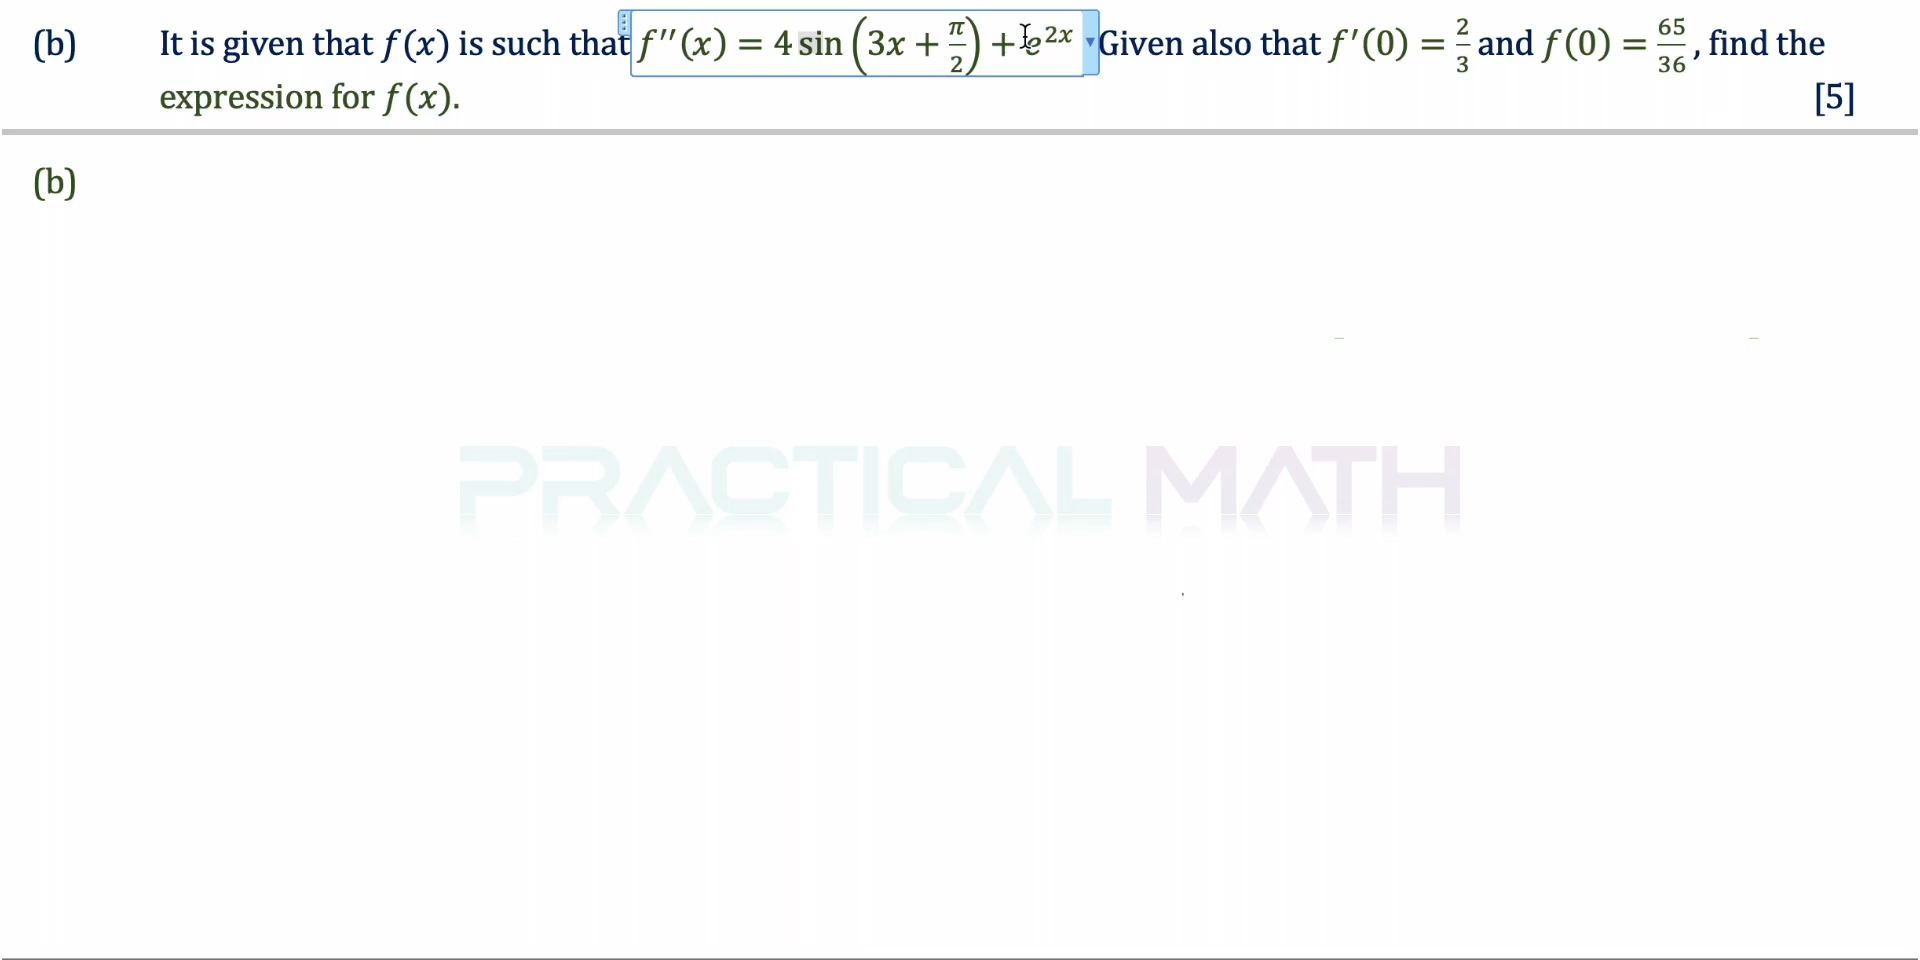 (b) It is given that f(x) is such that f''(x) = 4 sin (3x + π/2) + e^{2x} Given also that f'(0) = 2/3 and f(0) = 65/36, find the
expression for f(x). [5]
(b)
PRACTICAL MATH